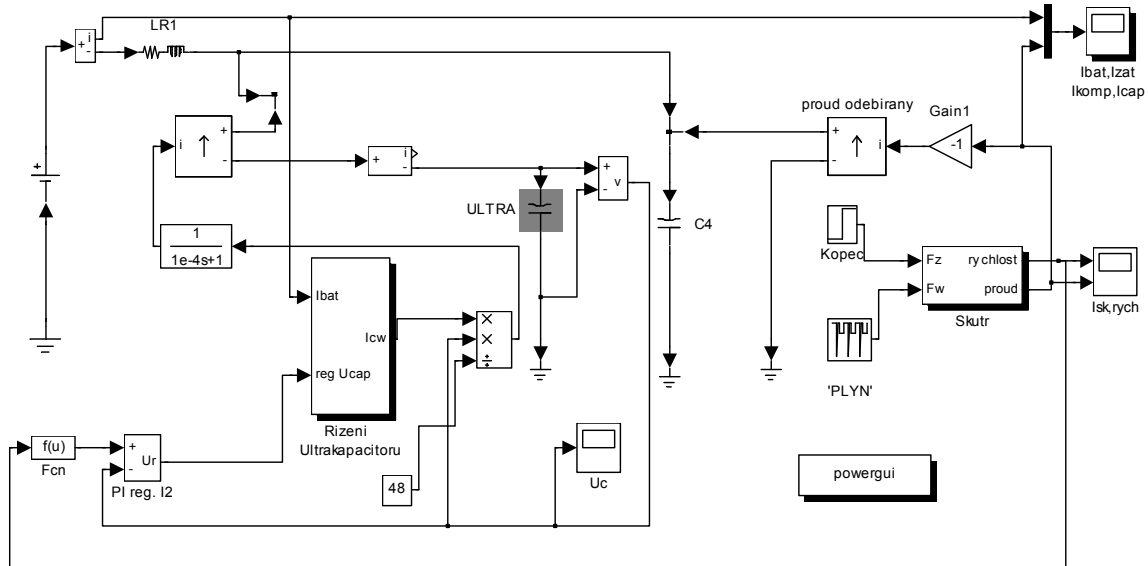 LR1
i
+
-
Ibat,Izat
Ikomp,Icap
proud odebirany
Gain1
-1
+
-
i
i
+
-
+
i
-
+
-
v
ULTRA
C4
+
1
1e-4s+1
Kopec
Fz
Fw
rychlost
proud
Skutr
Isk,rych
Ibat
Icw
reg Ucap
Rizeni
Ultrakapacitoru
×
×
÷
'PLYN'
f(u)
Fcn
+
-
Ur
PI reg. I2
48
Uc
powergui